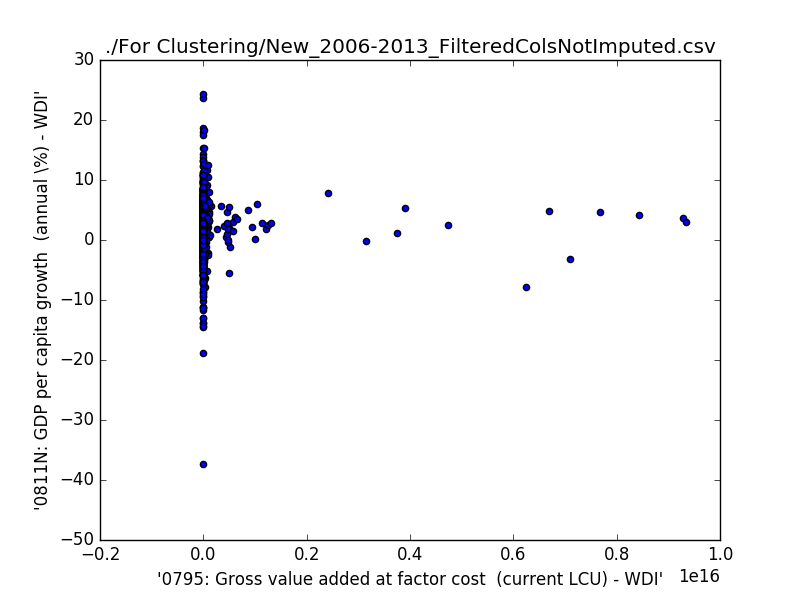 ./For Clustering/New_2006-2013_FilteredColsNotImputed.csv
30
20
10
0
−10
−20
−30
−40
−50
'0811N: GDP per capita growth  (annual \%) - WDI'
−0.2 0.0 0.2 0.4 0.6 0.8 1.0
1e16
'0795: Gross value added at factor cost  (current LCU) - WDI'